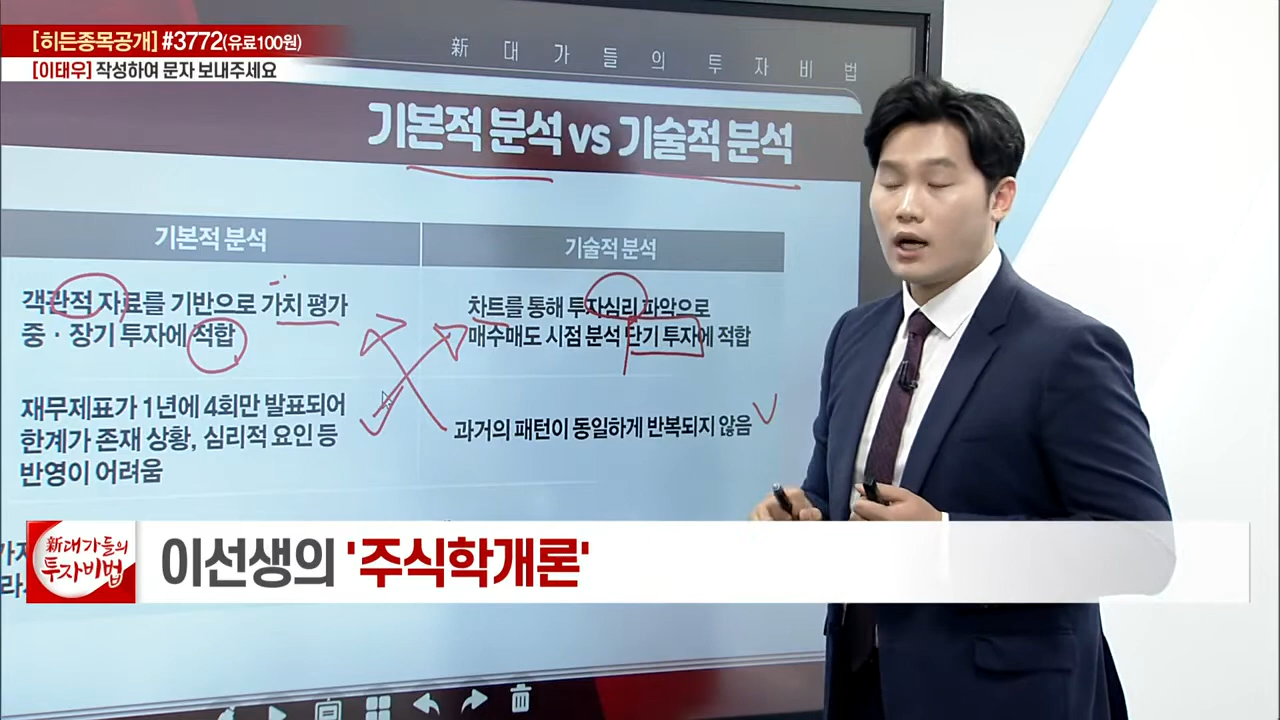 [히든종목공개] #3772(유료100원)
[이태우] 작성하여 문자 보내주세요
新 대가들의 투자비법
기본적 분석 vs 기술적 분석
기본적 분석
기술적 분석
객관적 자료를 기반으로 가치 평가
중·장기 투자에 적합
차트를 통해 투자심리 파악으로
매수매도 시점 분석 단기 투자에 적합
재무제표가 1년에 4회만 발표되어
한계가 존재 상황, 심리적 요인 등
반영이 어려움
과거의 패턴이 동일하게 반복되지 않음
新대가들의
투자비법
이선생의 '주식학개론'